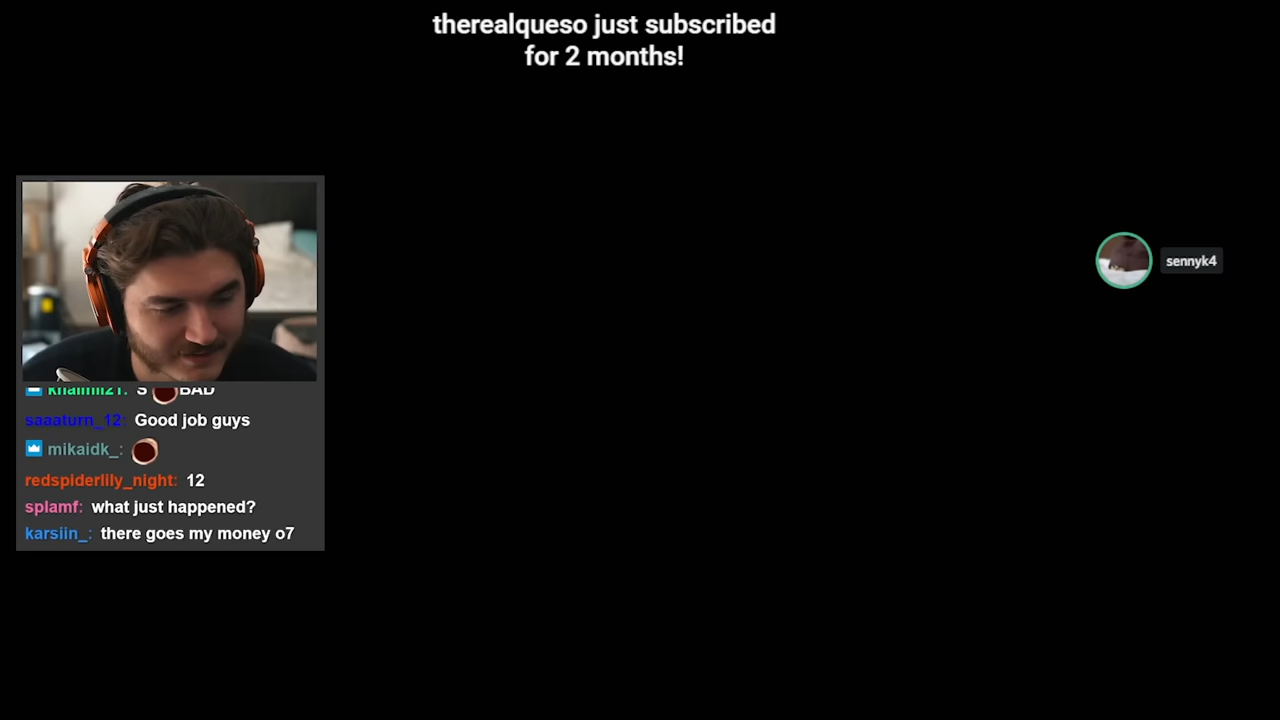 therealqueso just subscribed
for 2 months!
sennyk4
khalifili21: S BAD
saaaturn_12: Good job guys
mikaidk_:
redspiderlily_night: 12
splamf: what just happened?
karsiin_: there goes my money o7